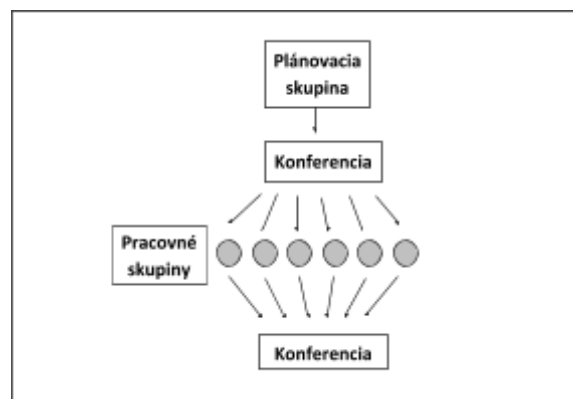 Plánovacia
skupina
Konferencia
Pracovné
skupiny
Konferencia